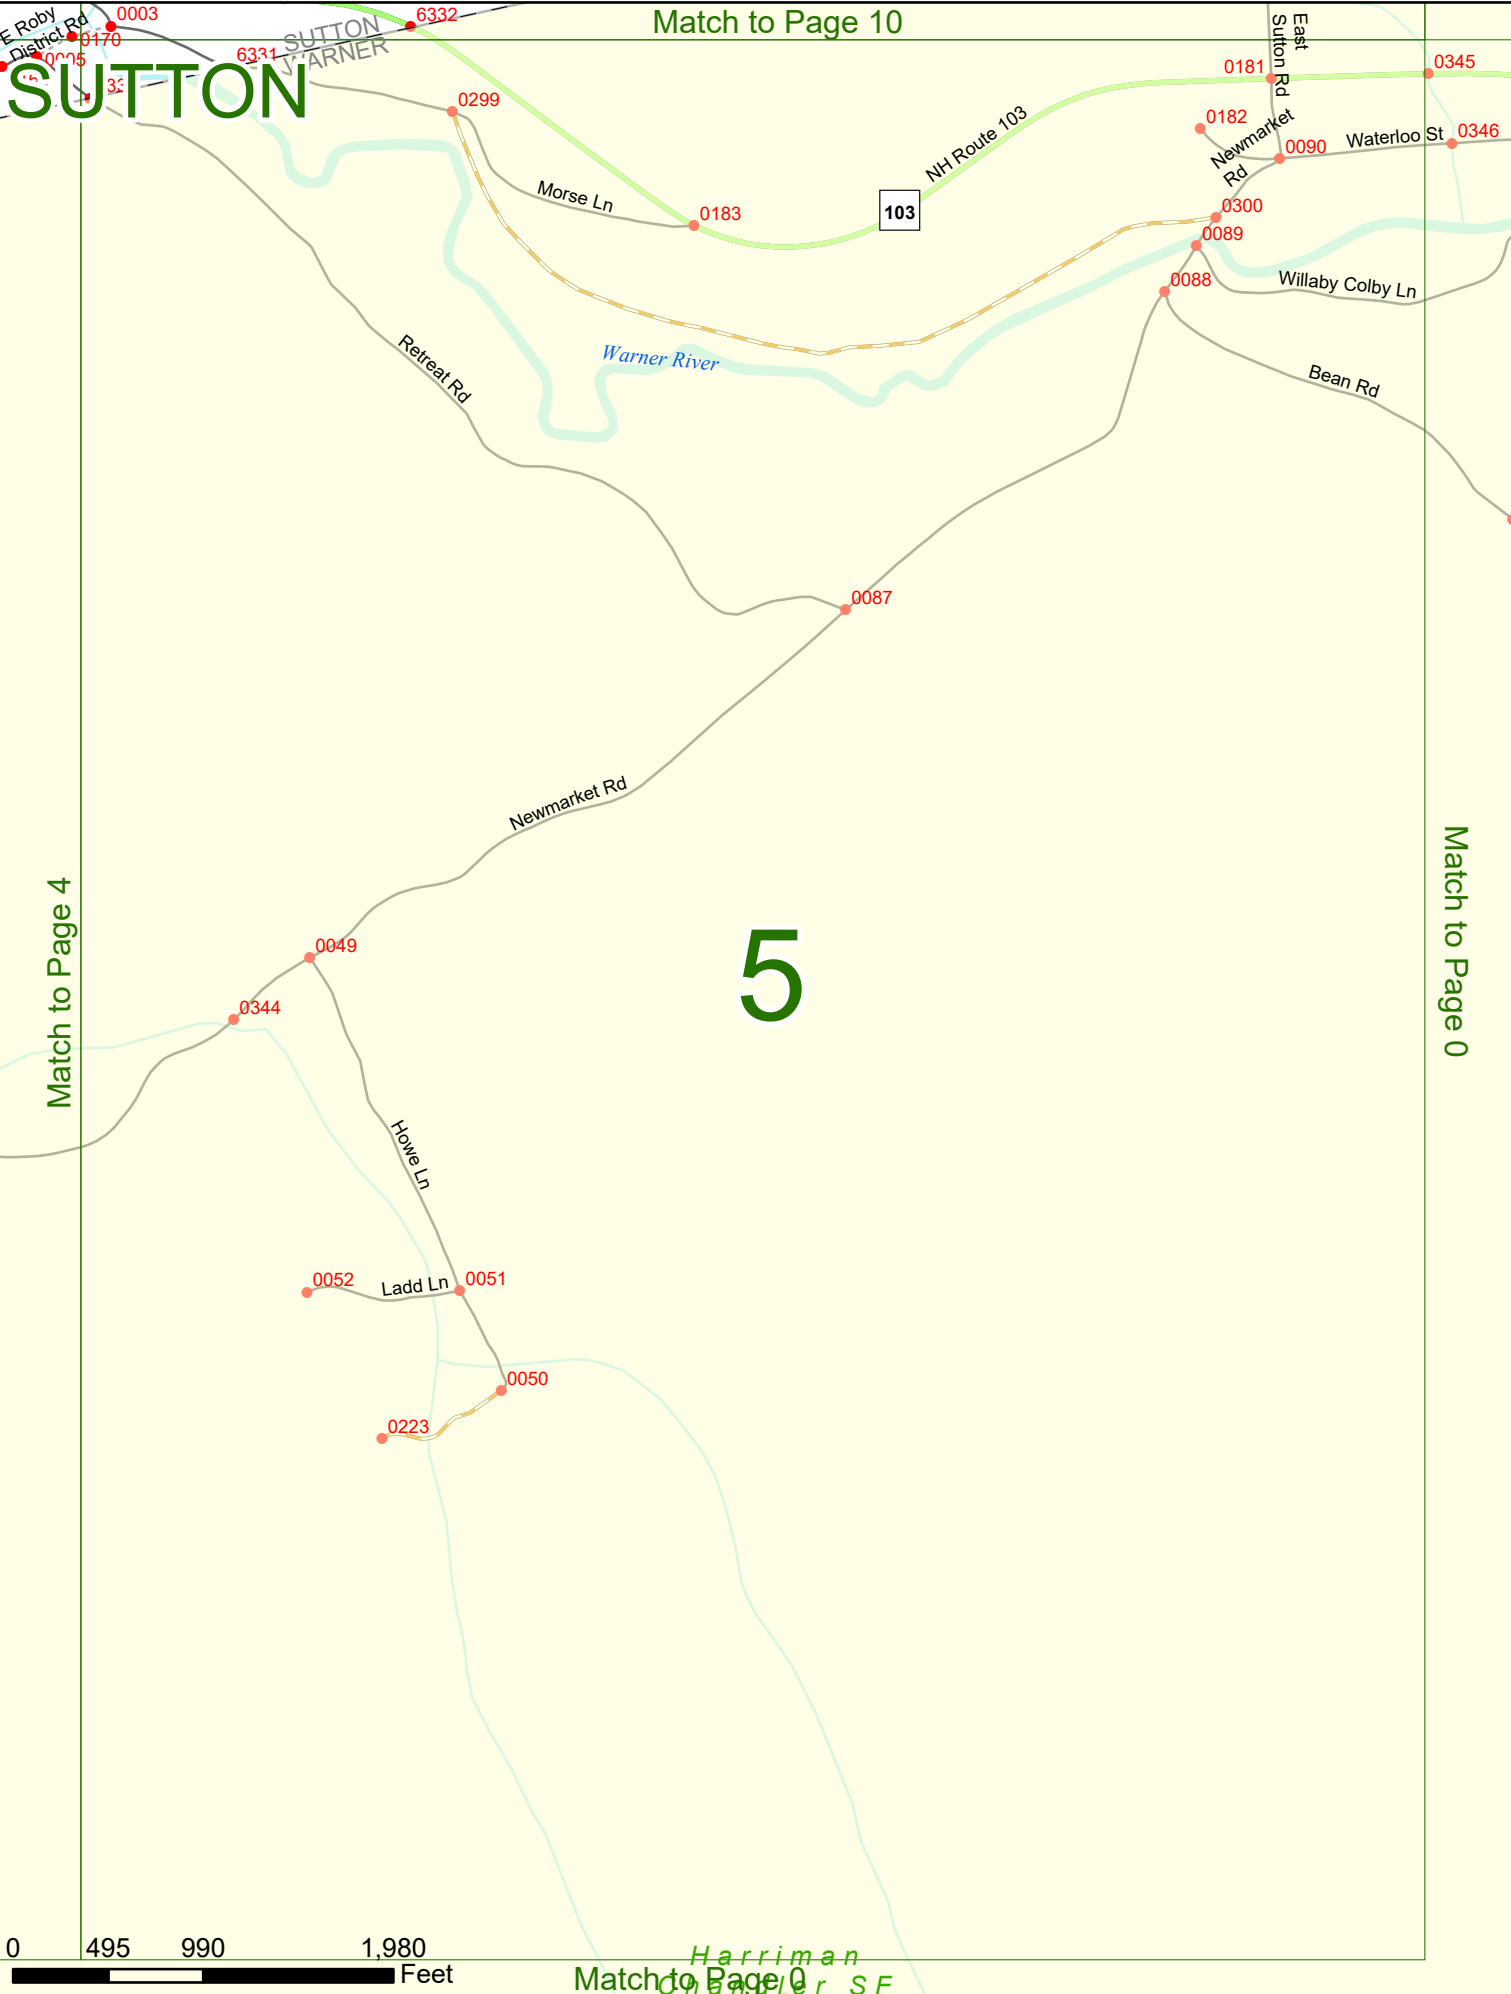 E Roby
District Rd
0003
0170
6332
Match to Page 10
SUTTON
WARNER
6331
SUTTON
0299
Morse Ln
0183
103
NH Route 103
East
Sutton Rd
0181
0345
0182
Newmarket
Rd
0090
Waterloo St
0346
0300
0089
0088
Willaby Colby Ln
Bean Rd
Warner River
Retreat Rd
0087
Newmarket Rd
Match to Page 4
5
Match to Page 0
0049
0344
Howe Ln
0052
Ladd Ln
0051
0050
0223
0 495 990 1,980
Feet
Harriman
Chandler SF
Match to Page 0